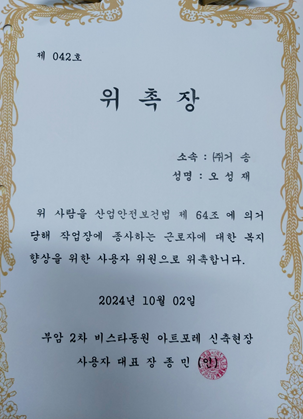 제 042호
위 촉 장
소속 : ㈜거 송
성명 : 오 성 재
위 사람을 산업안전보건법 제 64조 에 의거
당해 작업장에 종사하는 근로자에 대한 복지
향상을 위한 사용자 위원으로 위촉합니다.
2024년 10월 02일
부암 2차 비스타동원 아트포레 신축현장
사용자 대표 장 종 민 (인)